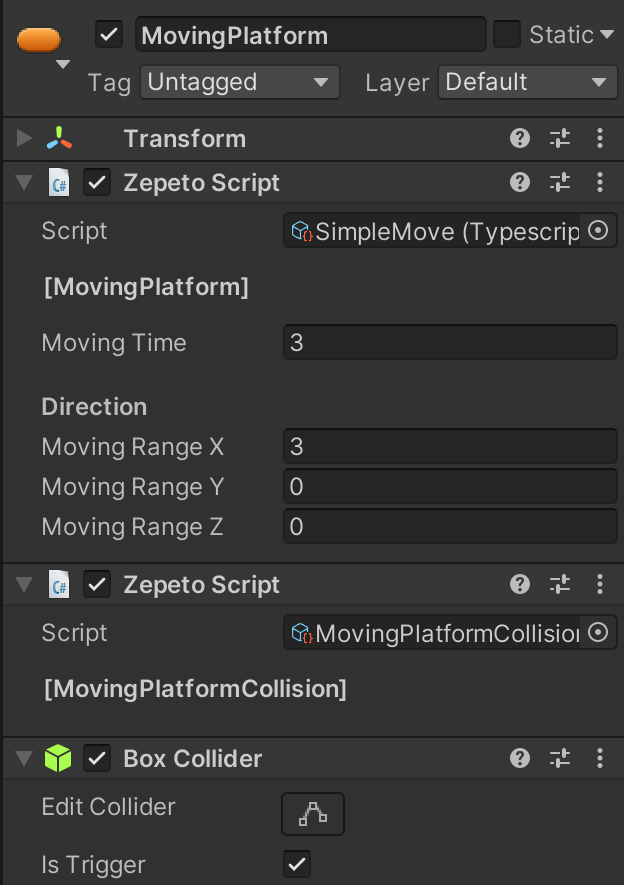 MovingPlatform Static
Tag Untagged Layer Default
Transform
Zepeto Script
Script SimpleMove (Typescrip
[MovingPlatform]
Moving Time 3
Direction
Moving Range X 3
Moving Range Y 0
Moving Range Z 0
Zepeto Script
Script MovingPlatformCollision
[MovingPlatformCollision]
Box Collider
Edit Collider
Is Trigger